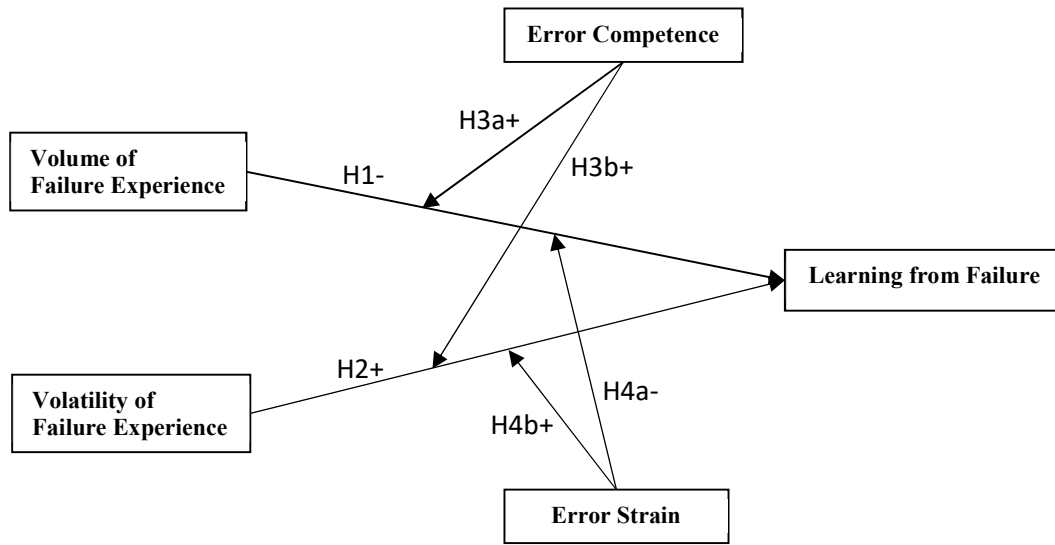 Error Competence
H3a+
Volume of
Failure Experience
H1-
H3b+
Learning from Failure
H2+
Volatility of
Failure Experience
H4a-
H4b+
Error Strain